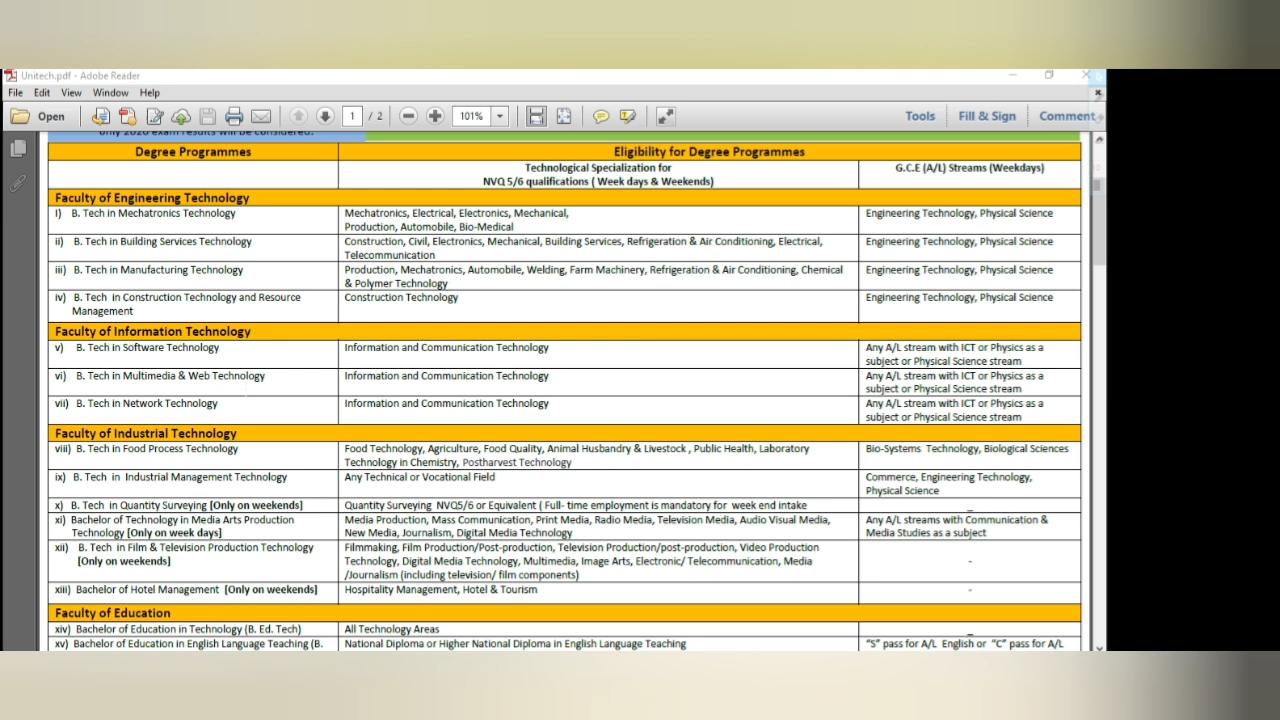 Unitech.pdf - Adobe Reader
File Edit View Window Help
Open 1 / 2 101% Tools Fill & Sign Comment
only 2020 exam results will be considered.
Degree Programmes Eligibility for Degree Programmes
Technological Specialization for
NVQ 5/6 qualifications ( Week days & Weekends) G.C.E (A/L) Streams (Weekdays)
Faculty of Engineering Technology
i) B. Tech in Mechatronics Technology Mechatronics, Electrical, Electronics, Mechanical, Engineering Technology, Physical Science
Production, Automobile, Bio-Medical
ii) B. Tech in Building Services Technology Construction, Civil, Electronics, Mechanical, Building Services, Refrigeration & Air Conditioning, Electrical, Engineering Technology, Physical Science
Telecommunication
iii) B. Tech in Manufacturing Technology Production, Mechatronics, Automobile, Welding, Farm Machinery, Refrigeration & Air Conditioning, Chemical Engineering Technology, Physical Science
& Polymer Technology
iv) B. Tech in Construction Technology and Resource Construction Technology Engineering Technology, Physical Science
Management
Faculty of Information Technology
v) B. Tech in Software Technology Information and Communication Technology Any A/L stream with ICT or Physics as a
subject or Physical Science stream
vi) B. Tech in Multimedia & Web Technology Information and Communication Technology Any A/L stream with ICT or Physics as a
subject or Physical Science stream
vii) B. Tech in Network Technology Information and Communication Technology Any A/L stream with ICT or Physics as a
subject or Physical Science stream
Faculty of Industrial Technology
viii) B. Tech in Food Process Technology Food Technology, Agriculture, Food Quality, Animal Husbandry & Livestock , Public Health, Laboratory Bio-Systems Technology, Biological Sciences
Technology in Chemistry, Postharvest Technology
ix) B. Tech in Industrial Management Technology Any Technical or Vocational Field Commerce, Engineering Technology,
Physical Science
x) B. Tech in Quantity Surveying [Only on weekends] Quantity Surveying NVQ5/6 or Equivalent ( Full- time employment is mandatory for week end intake _
xi) Bachelor of Technology in Media Arts Production Media Production, Mass Communication, Print Media, Radio Media, Television Media, Audio Visual Media, Any A/L streams with Communication &
Technology [Only on week days] New Media, Journalism, Digital Media Technology Media Studies as a subject
xii) B. Tech in Film & Television Production Technology Filmmaking, Film Production/Post-production, Television Production/post-production, Video Production
[Only on weekends] Technology, Digital Media Technology, Multimedia, Image Arts, Electronic/ Telecommunication, Media -
/Journalism (including television/ film components)
xiii) Bachelor of Hotel Management [Only on weekends] Hospitality Management, Hotel & Tourism -
Faculty of Education
xiv) Bachelor of Education in Technology (B. Ed. Tech) All Technology Areas _
xv) Bachelor of Education in English Language Teaching (B. National Diploma or Higher National Diploma in English Language Teaching "S" pass for A/L English or "C" pass for A/L